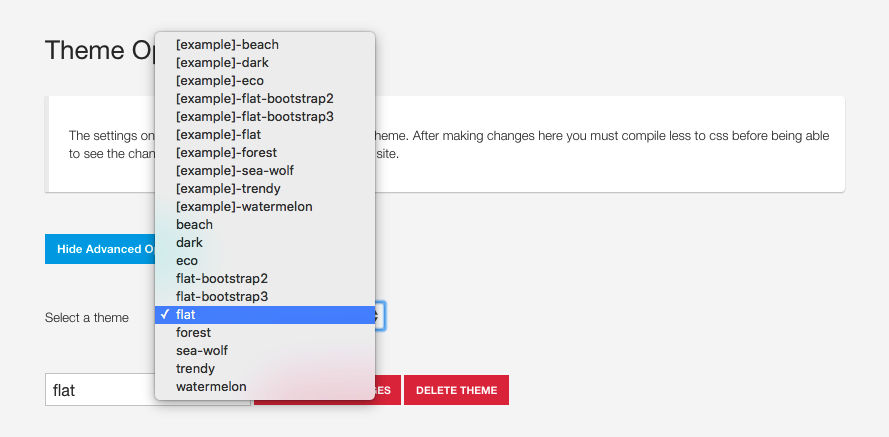 Theme Op
[example]-beach
[example]-dark
[example]-eco
[example]-flat-bootstrap2
[example]-flat-bootstrap3
[example]-flat
[example]-forest
[example]-sea-wolf
[example]-trendy
[example]-watermelon
beach
dark
eco
flat-bootstrap2
flat-bootstrap3
✓ flat
forest
sea-wolf
trendy
watermelon
The settings on heme. After making changes here you must compile less to css before being able
to see the chan site.
Hide Advanced Op
Select a theme
flat
ES
DELETE THEME